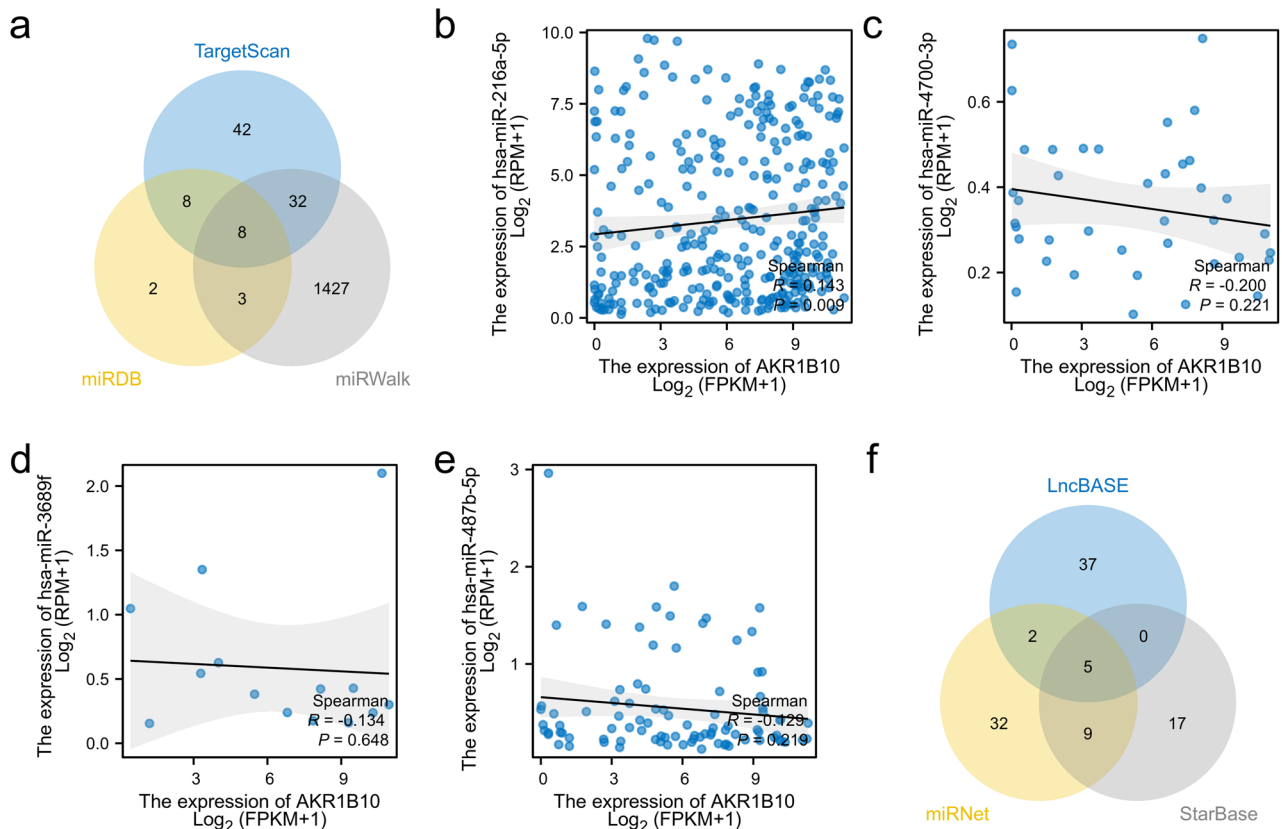 a
TargetScan
42
8
32
8
2
3
1427
miRDB
miRWalk
b
The expression of hsa-miR-216a-5p
Log2 (RPM+1)
10.0
7.5
5.0
2.5
0.0
Spearman
R = 0.143
P = 0.009
0
3
6
9
The expression of AKR1B10
Log2 (FPKM+1)
c
The expression of hsa-miR-4700-3p
Log2 (RPM+1)
0.6
0.4
0.2
Spearman
R = -0.200
P = 0.221
0
3
6
9
The expression of AKR1B10
Log2 (FPKM+1)
d
The expression of hsa-miR-3689f
Log2 (RPM+1)
2.0
1.5
1.0
0.5
0.0
Spearman
R = -0.134
P = 0.648
3
6
9
The expression of AKR1B10
Log2 (FPKM+1)
e
The expression of hsa-miR-487b-5p
Log2 (RPM+1)
3
2
1
Spearman
R = -0.129
P = 0.219
0
3
6
9
The expression of AKR1B10
Log2 (FPKM+1)
f
LncBASE
37
2
0
5
32
9
17
miRNet
StarBase